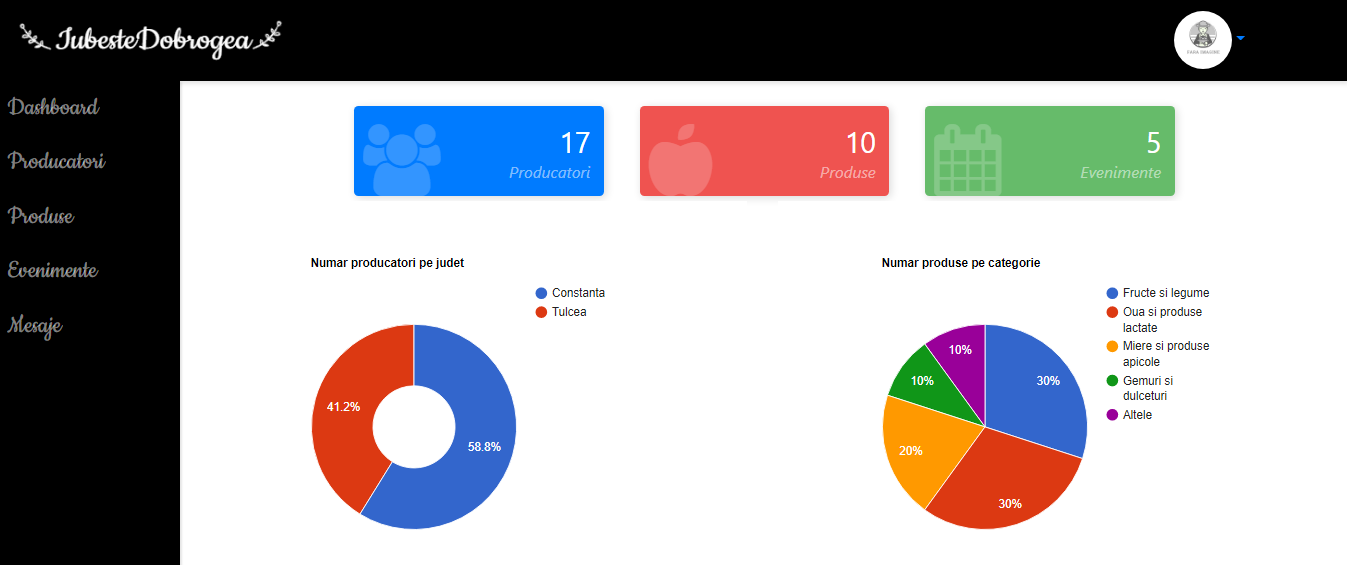 IubesteDobrogea
Dashboard
Producatori
Produse
Evenimente
Mesaje
17
Producatori
10
Produse
5
Evenimente
Numar producatori pe judet
Constanta
Tulcea
41.2%
58.8%
Numar produse pe categorie
Fructe si legume
Oua si produse
lactate
Miere si produse
apicole
Gemuri si
dulceturi
Altele
10%
30%
10%
20%
30%